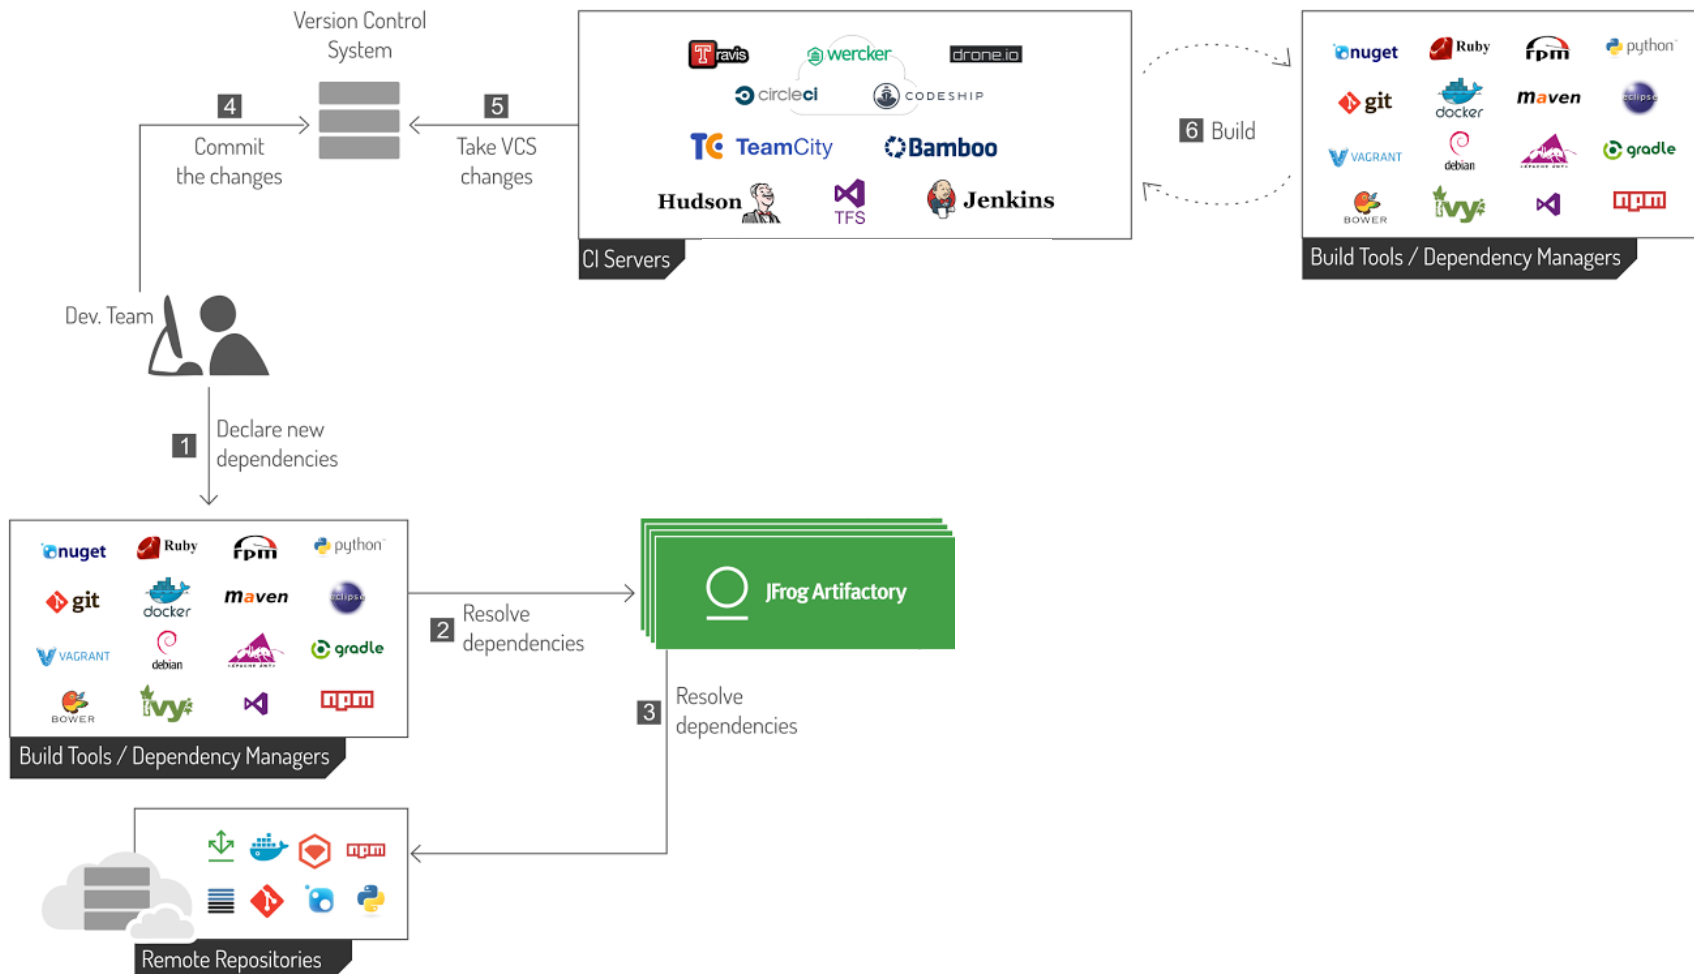 Version Control
System
4
Commit
the changes
5
Take VCS
changes
Travis
wercker
drone.io
circleci
CODESHIP
TeamCity
Bamboo
Hudson
TFS
Jenkins
CI Servers
6 Build
nuget
Ruby
rpm
python
git
docker
maven
eclipse
VAGRANT
debian
gradle
BOWER
ivy
npm
Build Tools / Dependency Managers
Dev. Team
1
Declare new
dependencies
nuget
Ruby
rpm
python
git
docker
maven
eclipse
VAGRANT
debian
gradle
BOWER
ivy
npm
Build Tools / Dependency Managers
2
Resolve
dependencies
JFrog Artifactory
3
Resolve
dependencies
npm
Remote Repositories